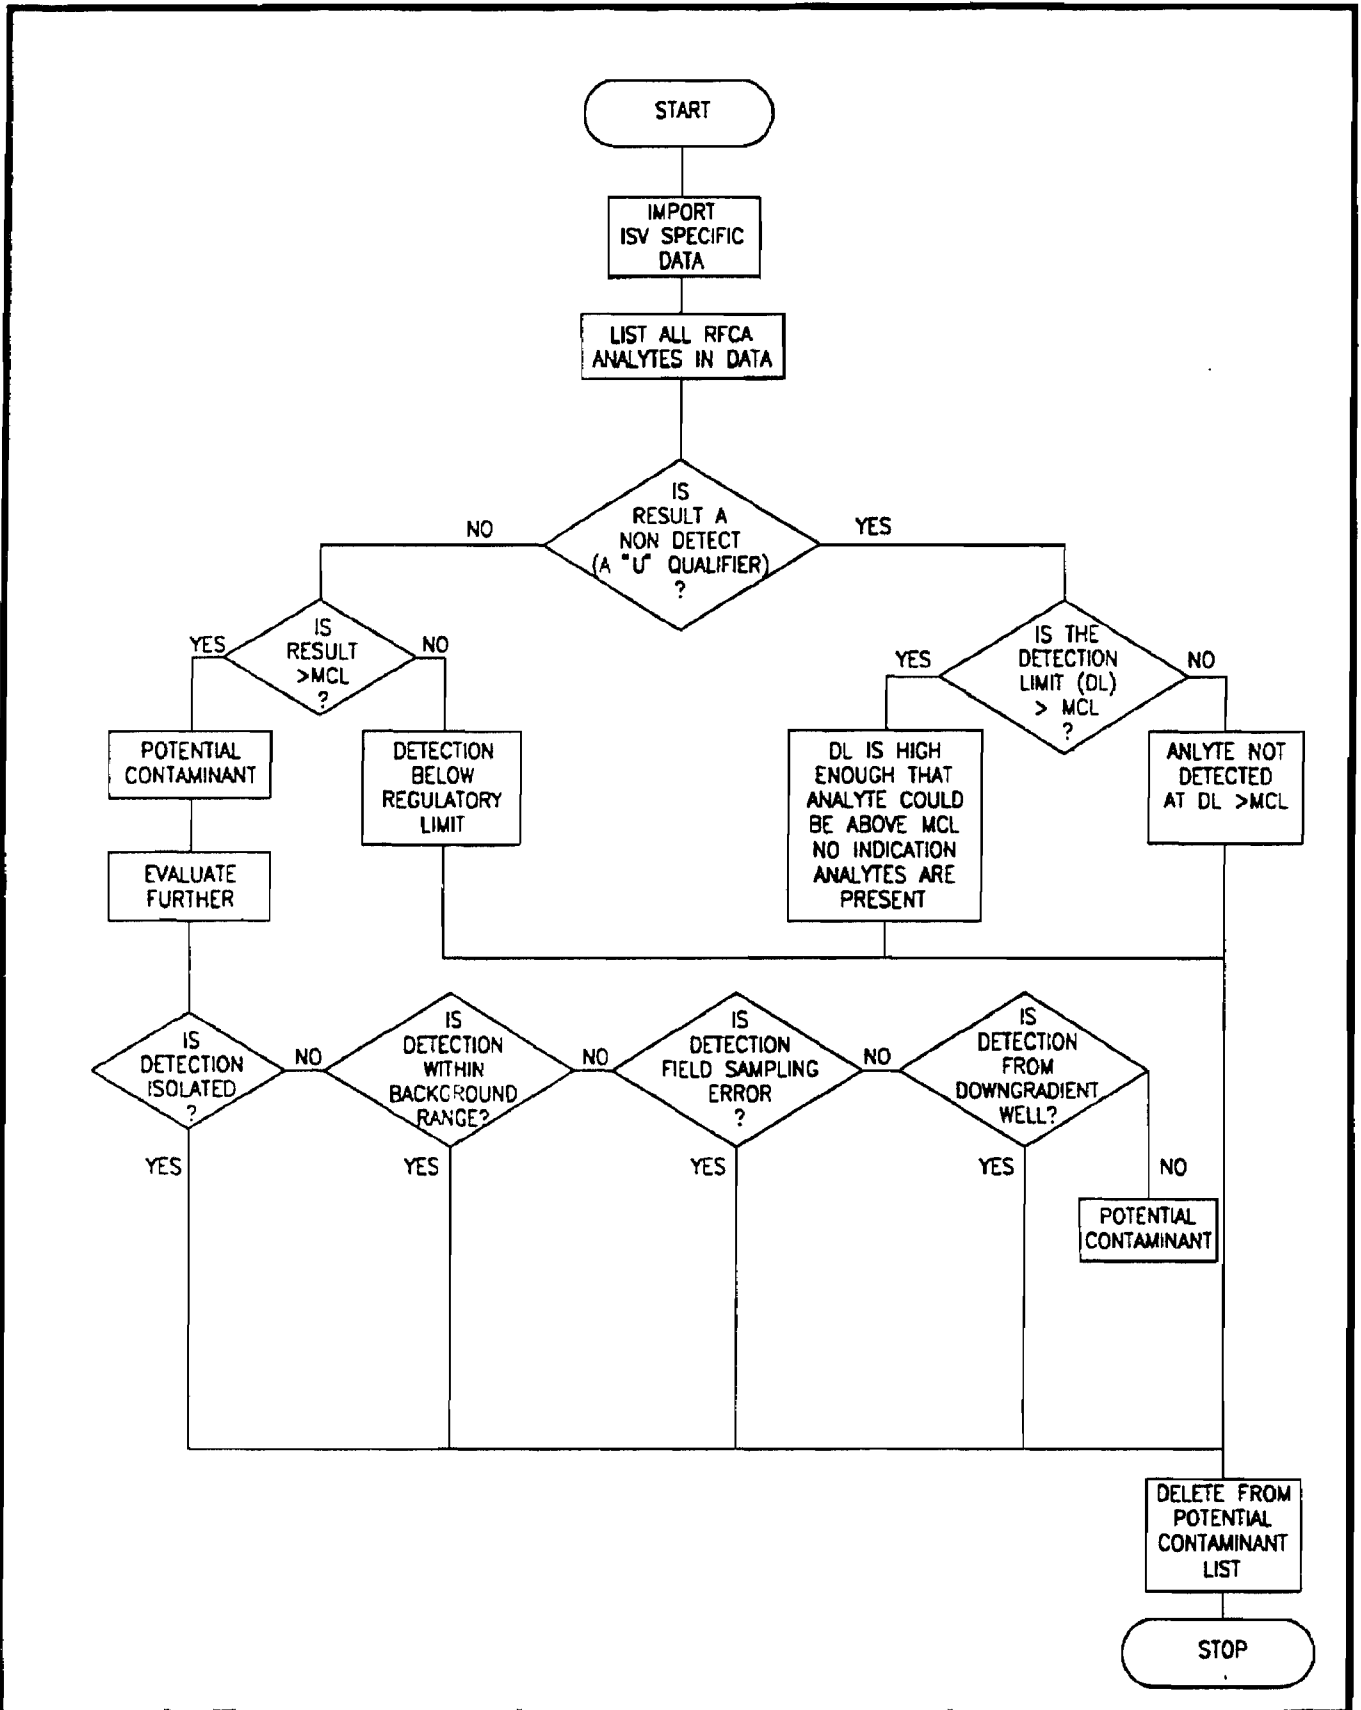 START
IMPORT
ISV SPECIFIC
DATA
LIST ALL RFCA
ANALYTES IN DATA
IS
RESULT A
NON DETECT
(A "U" QUALIFIER)
?
NO
YES
IS
RESULT
>MCL
?
YES
NO
IS THE
DETECTION
LIMIT (DL)
> MCL
?
YES
NO
POTENTIAL
CONTAMINANT
DETECTION
BELOW
REGULATORY
LIMIT
DL IS HIGH
ENOUGH THAT
ANALYTE COULD
BE ABOVE MCL
NO INDICATION
ANALYTES ARE
PRESENT
ANLYTE NOT
DETECTED
AT DL >MCL
EVALUATE
FURTHER
IS
DETECTION
ISOLATED
?
NO
YES
IS
DETECTION
WITHIN
BACKGROUND
RANGE?
NO
YES
IS
DETECTION
FIELD SAMPLING
ERROR
?
NO
YES
IS
DETECTION
FROM
DOWNGRADIENT
WELL?
YES
NO
POTENTIAL
CONTAMINANT
DELETE FROM
POTENTIAL
CONTAMINANT
LIST
STOP